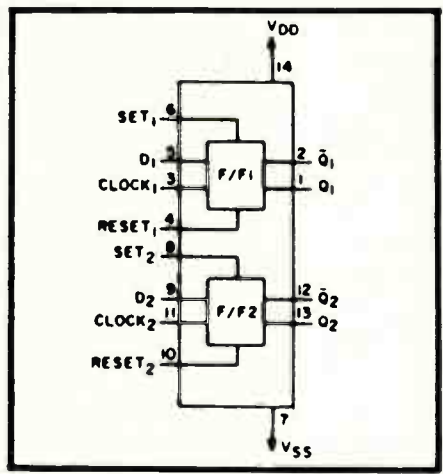 VDD
14
SET₁ 6
D₁ 5 F/F1 2 Q̄₁
CLOCK₁ 3 1 Q₁
RESET₁ 4
SET₂ 8
D₂ 9 F/F2 12 Q̄₂
CLOCK₂ 11 13 Q₂
RESET₂ 10
7
VSS